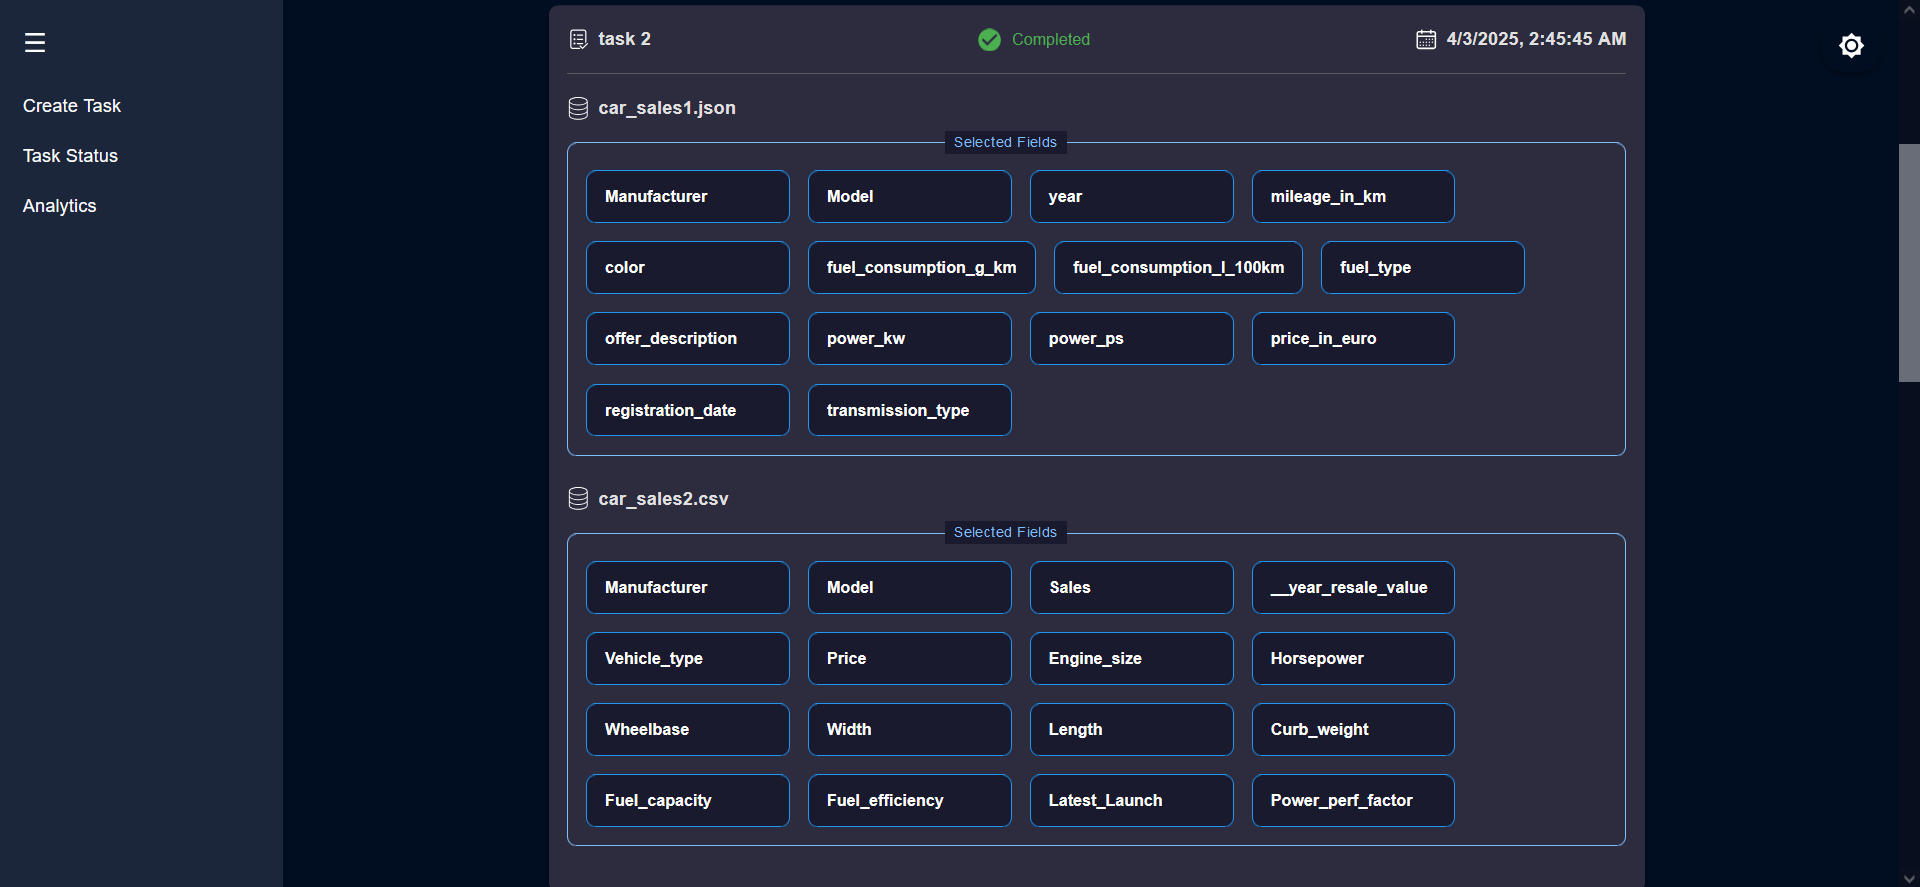 Create Task
Task Status
Analytics
task 2
Completed
4/3/2025, 2:45:45 AM
car_sales1.json
Selected Fields
Manufacturer Model year mileage_in_km
color fuel_consumption_g_km fuel_consumption_l_100km fuel_type
offer_description power_kw power_ps price_in_euro
registration_date transmission_type
car_sales2.csv
Selected Fields
Manufacturer Model Sales __year_resale_value
Vehicle_type Price Engine_size Horsepower
Wheelbase Width Length Curb_weight
Fuel_capacity Fuel_efficiency Latest_Launch Power_perf_factor